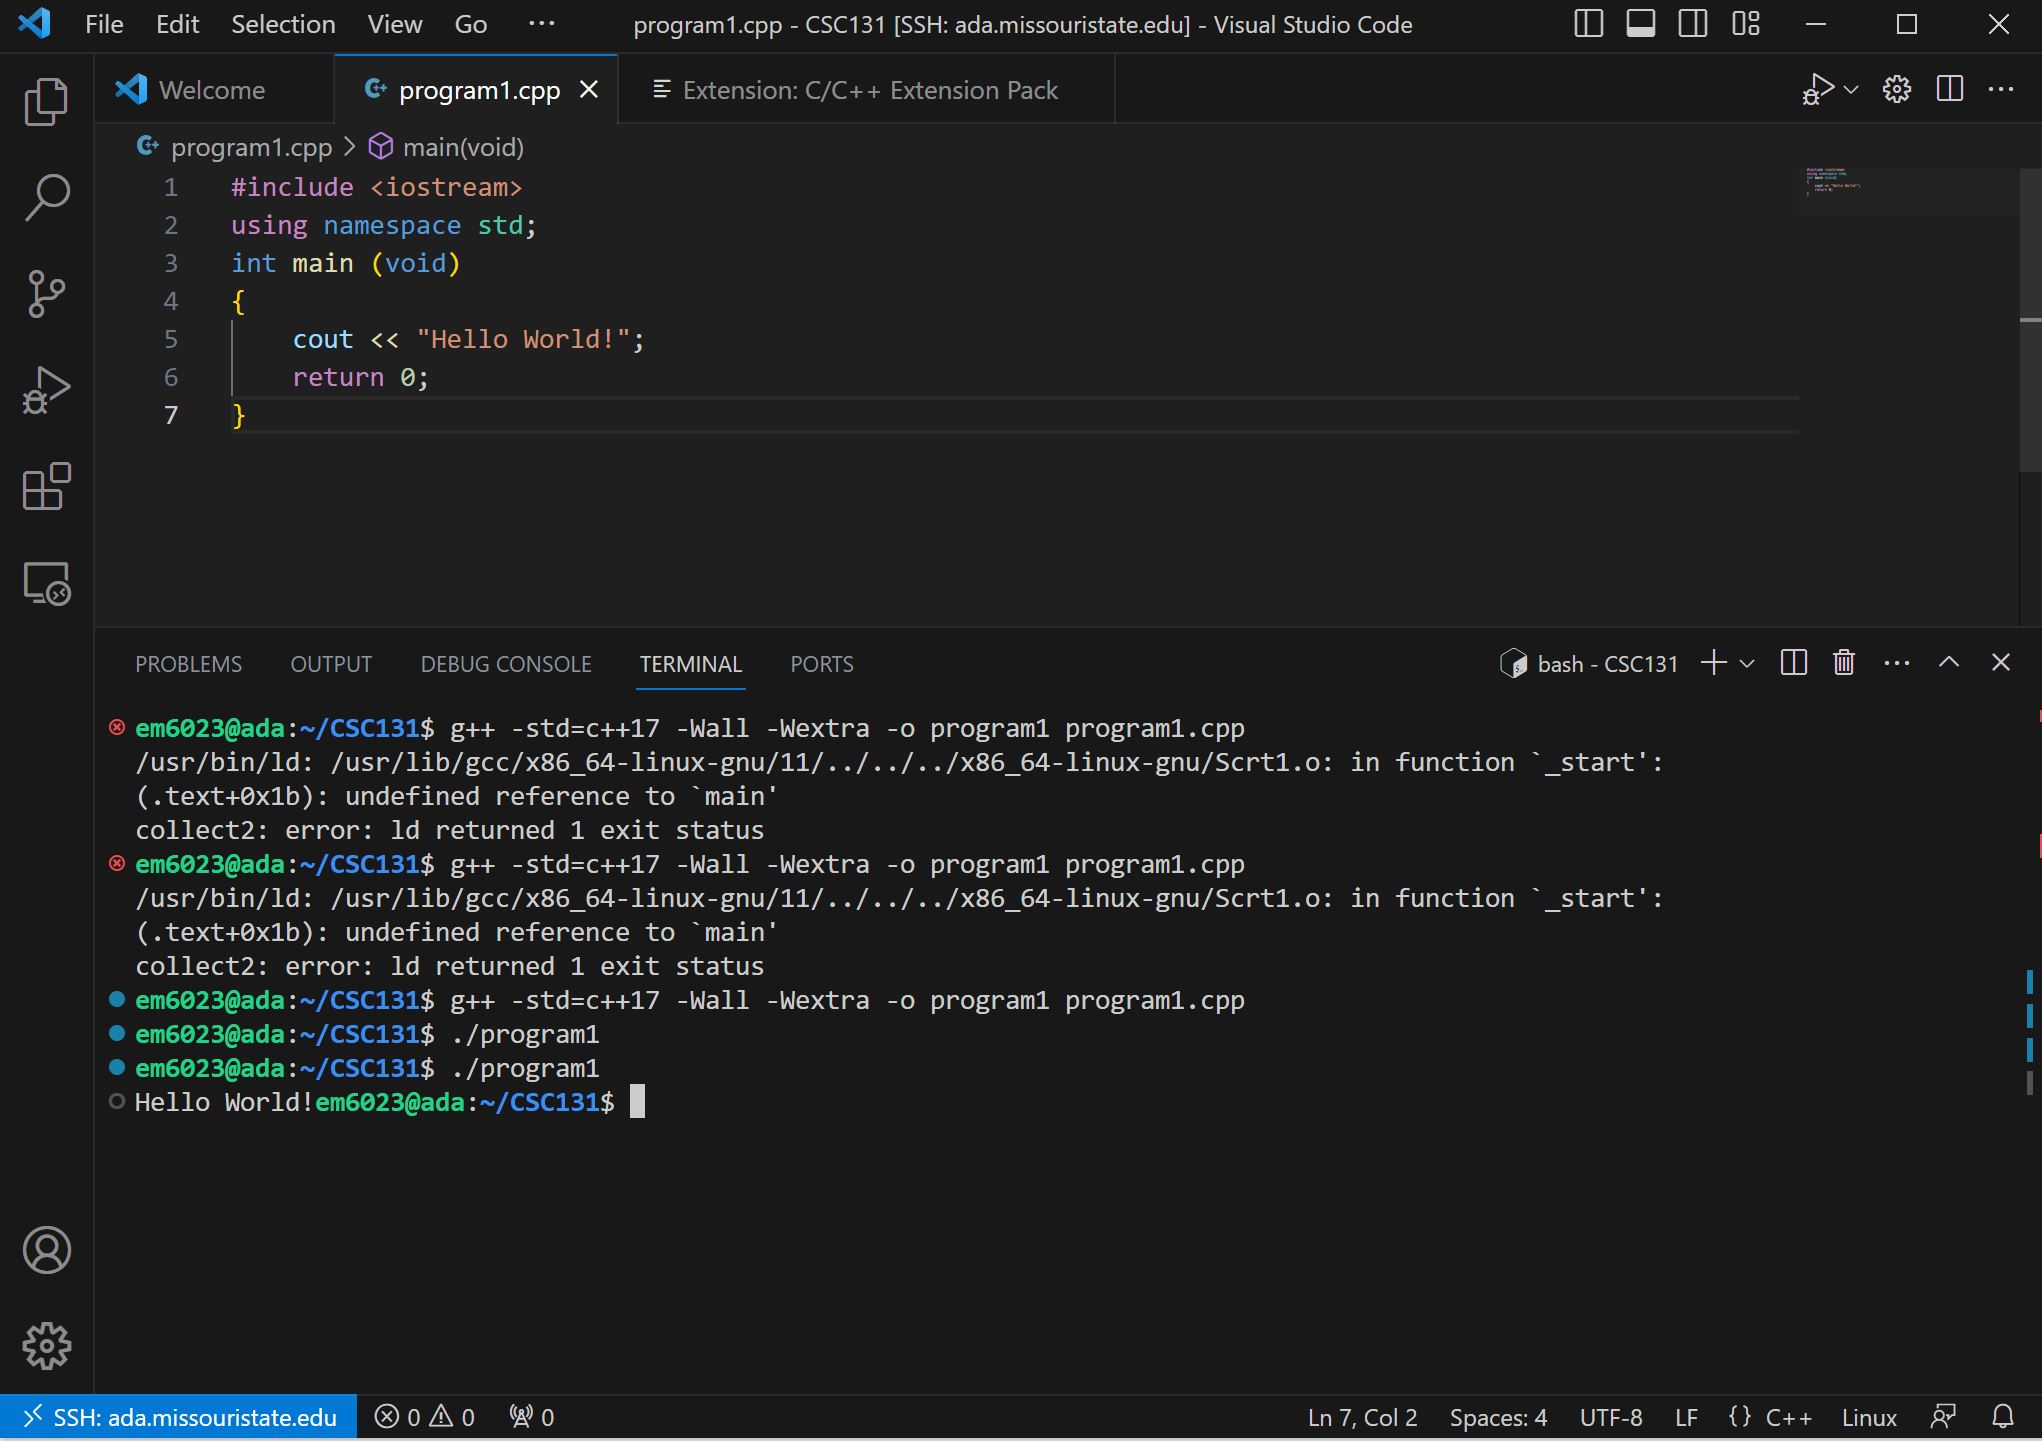 File Edit Selection View Go ··· program1.cpp - CSC131 [SSH: ada.missouristate.edu] - Visual Studio Code
Welcome program1.cpp Extension: C/C++ Extension Pack
program1.cpp > main(void)
1 #include <iostream>
2 using namespace std;
3 int main (void)
4 {
5 cout << "Hello World!";
6 return 0;
7 }
PROBLEMS OUTPUT DEBUG CONSOLE TERMINAL PORTS bash - CSC131
em6023@ada:~/CSC131$ g++ -std=c++17 -Wall -Wextra -o program1 program1.cpp
/usr/bin/ld: /usr/lib/gcc/x86_64-linux-gnu/11/../../../x86_64-linux-gnu/Scrt1.o: in function `_start':
(.text+0x1b): undefined reference to `main'
collect2: error: ld returned 1 exit status
em6023@ada:~/CSC131$ g++ -std=c++17 -Wall -Wextra -o program1 program1.cpp
/usr/bin/ld: /usr/lib/gcc/x86_64-linux-gnu/11/../../../x86_64-linux-gnu/Scrt1.o: in function `_start':
(.text+0x1b): undefined reference to `main'
collect2: error: ld returned 1 exit status
em6023@ada:~/CSC131$ g++ -std=c++17 -Wall -Wextra -o program1 program1.cpp
em6023@ada:~/CSC131$ ./program1
em6023@ada:~/CSC131$ ./program1
Hello World!em6023@ada:~/CSC131$
SSH: ada.missouristate.edu 0 0 0 Ln 7, Col 2 Spaces: 4 UTF-8 LF {} C++ Linux